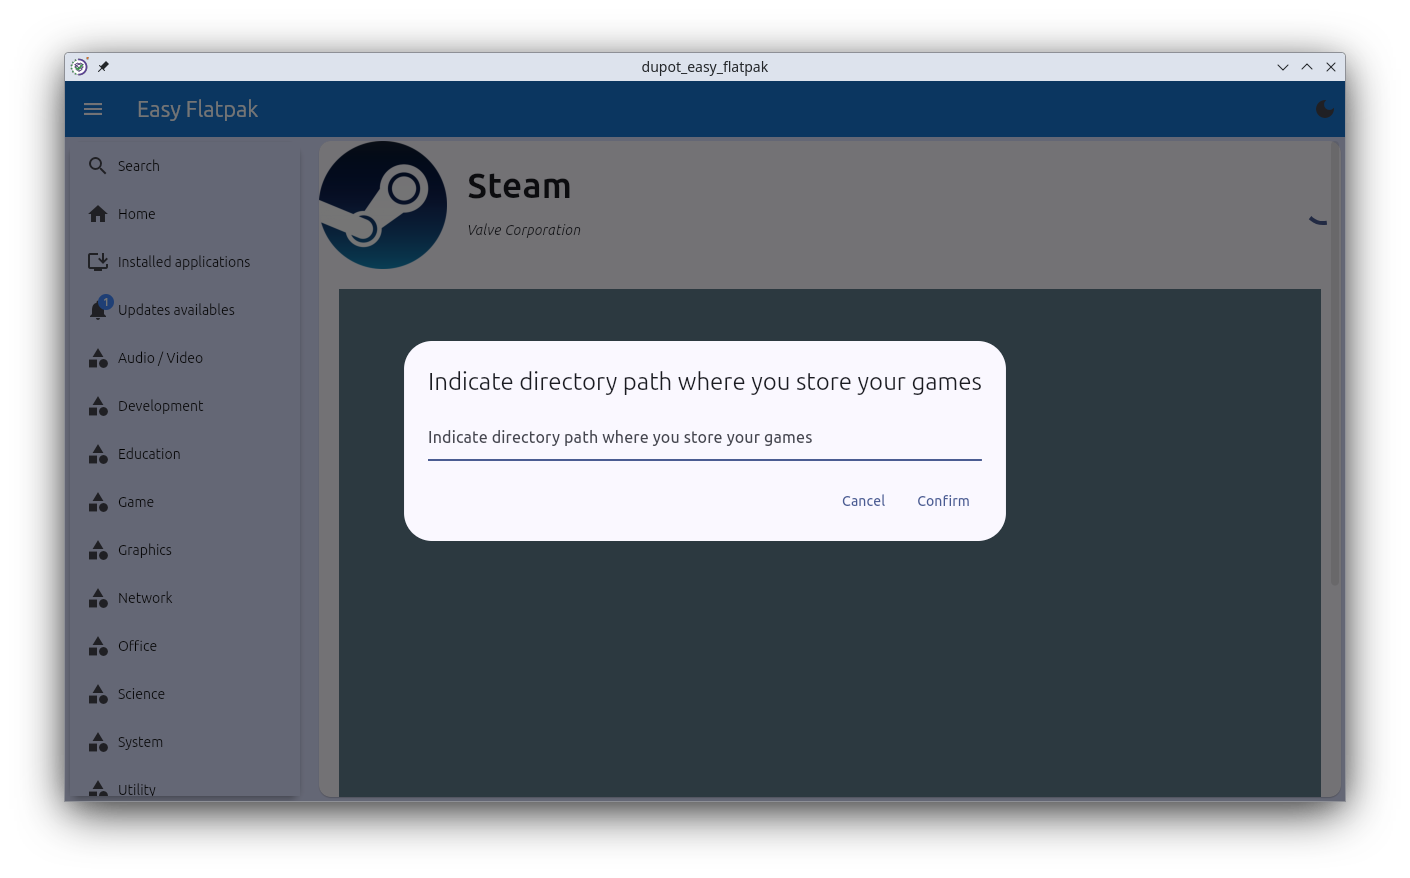 dupot_easy_flatpak
Easy Flatpak
Search
Home
Installed applications
1
Updates availables
Audio / Video
Development
Education
Game
Graphics
Network
Office
Science
System
Utility
Steam
Valve Corporation
Indicate directory path where you store your games
Indicate directory path where you store your games
Cancel Confirm